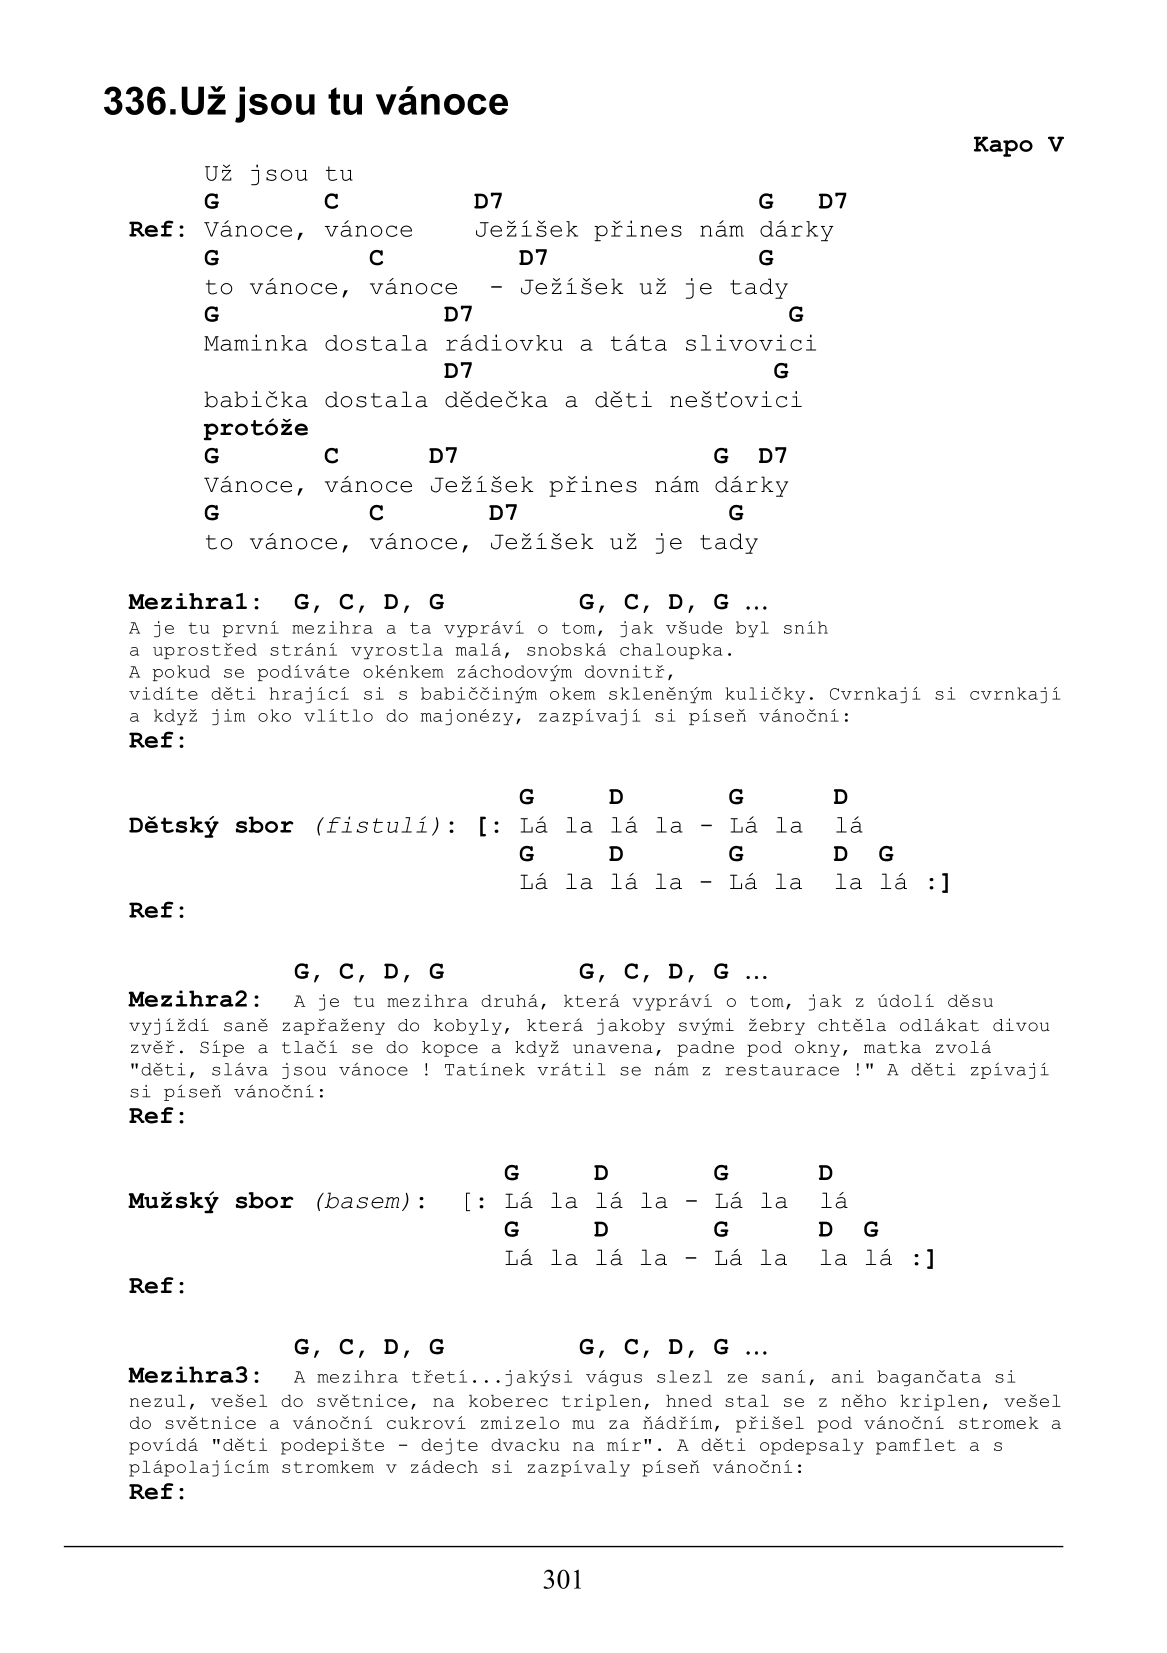 336.Už jsou tu vánoce
Kapo V
Už jsou tu
G C D7 G D7
Ref: Vánoce, vánoce Ježíšek přines nám dárky
G C D7 G
to vánoce, vánoce - Ježíšek už je tady
G D7 G
Maminka dostala rádiovku a táta slivovici
D7 G
babička dostala dědečka a děti nešťovici
protóže
G C D7 G D7
Vánoce, vánoce Ježíšek přines nám dárky
G C D7 G
to vánoce, vánoce, Ježíšek už je tady
Mezihra1: G, C, D, G G, C, D, G …
A je tu první mezihra a ta vypráví o tom, jak všude byl sníh
a uprostřed strání vyrostla malá, snobská chaloupka.
A pokud se podíváte okénkem záchodovým dovnitř,
vidíte děti hrající si s babiččiným okem skleněným kuličky. Cvrnkají si cvrnkají
a když jim oko vlítlo do majonézy, zazpívají si píseň vánoční:
Ref:
G D G D
Dětský sbor (fistulí): [: Lá la lá la - Lá la lá
G D G D G
Lá la lá la - Lá la la lá :]
Ref:
G, C, D, G G, C, D, G …
Mezihra2: A je tu mezihra druhá, která vypráví o tom, jak z údolí děsu
vyjíždí saně zapřaženy do kobyly, která jakoby svými žebry chtěla odlákat divou
zvěř. Sípe a tlačí se do kopce a když unavena, padne pod okny, matka zvolá
"děti, sláva jsou vánoce ! Tatínek vrátil se nám z restaurace !" A děti zpívají
si píseň vánoční:
Ref:
G D G D
Mužský sbor (basem): [: Lá la lá la - Lá la lá
G D G D G
Lá la lá la - Lá la la lá :]
Ref:
G, C, D, G G, C, D, G …
Mezihra3: A mezihra třetí...jakýsi vágus slezl ze saní, ani bagančata si
nezul, vešel do světnice, na koberec triplen, hned stal se z něho kriplen, vešel
do světnice a vánoční cukroví zmizelo mu za ňádřím, přišel pod vánoční stromek a
povídá "děti podepište - dejte dvacku na mír". A děti opdepsaly pamflet a s
plápolajícím stromkem v zádech si zazpívaly píseň vánoční:
Ref:
301